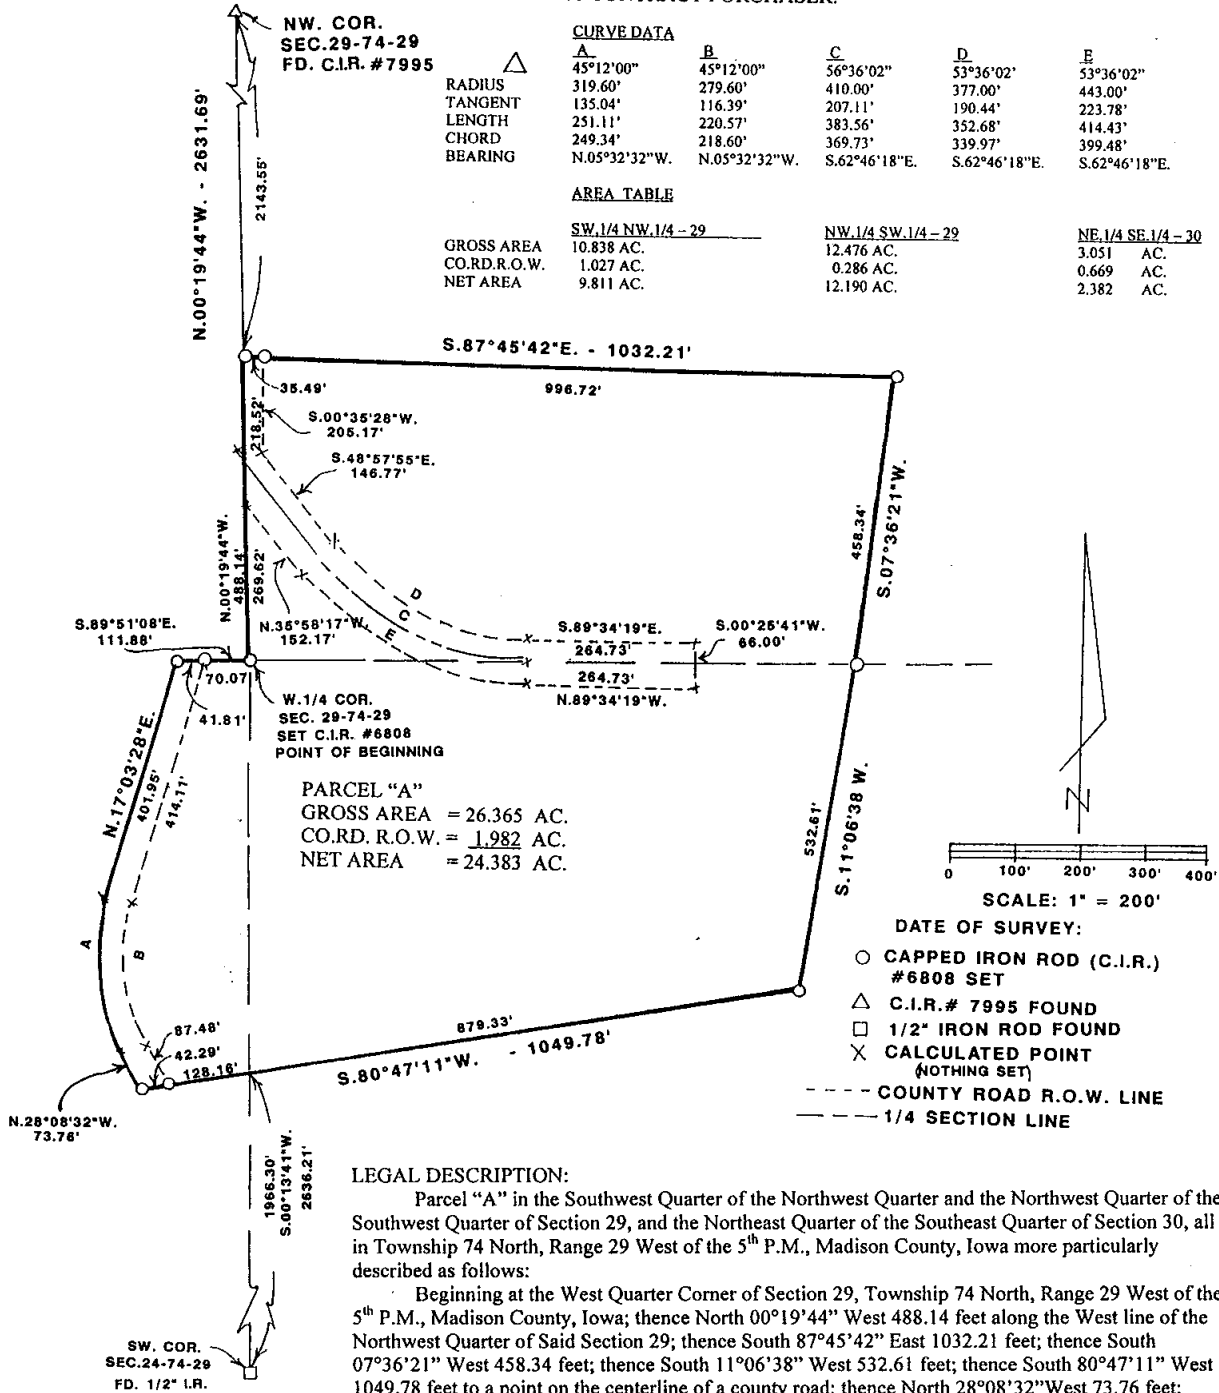 NW. COR.
SEC.29-74-29
FD. C.I.R. #7995
CURVE DATA
A B C D E
△ 45°12'00" 45°12'00" 56°36'02" 53°36'02' 53°36'02"
RADIUS 319.60' 279.60' 410.00' 377.00' 443.00'
TANGENT 135.04' 116.39' 207.11' 190.44' 223.78'
LENGTH 251.11' 220.57' 383.56' 352.68' 414.43'
CHORD 249.34' 218.60' 369.73' 339.97' 399.48'
BEARING N.05°32'32"W. N.05°32'32"W. S.62°46'18"E. S.62°46'18"E. S.62°46'18"E.
AREA TABLE
SW.1/4 NW.1/4 – 29 NW.1/4 SW.1/4 – 29 NE.1/4 SE.1/4 – 30
GROSS AREA 10.838 AC. 12.476 AC. 3.051 AC.
CO.RD.R.O.W. 1.027 AC. 0.286 AC. 0.669 AC.
NET AREA 9.811 AC. 12.190 AC. 2.382 AC.
N.00°19'44"W. - 2631.69'
2143.55'
S.87°45'42"E. - 1032.21'
35.49'
996.72'
218.52'
S.00°35'28"W.
205.17'
S.48°57'55"E.
146.77'
458.34'
S.07°36'21"W.
N.00°19'44"W.
488.14'
269.62'
D
C
E
N.35°58'17"W.
152.17'
S.89°51'08"E.
111.88'
S.89°34'19"E.
264.73'
264.73'
N.89°34'19"W.
S.00°25'41"W.
66.00'
70.07
41.81'
W.1/4 COR.
SEC. 29-74-29
SET C.I.R. #6808
POINT OF BEGINNING
N.17°03'28"E.
401.95'
414.11'
PARCEL "A"
GROSS AREA = 26.365 AC.
CO.RD. R.O.W. = 1.982 AC.
NET AREA = 24.383 AC.
532.61'
S.11°06'38 W.
N
0 100' 200' 300' 400'
SCALE: 1" = 200'
DATE OF SURVEY:
CAPPED IRON ROD (C.I.R.)
#6808 SET
C.I.R.# 7995 FOUND
1/2" IRON ROD FOUND
CALCULATED POINT
(NOTHING SET)
COUNTY ROAD R.O.W. LINE
1/4 SECTION LINE
A
B
87.48'
42.29'
128.16'
879.33'
S.80°47'11"W. - 1049.78'
N.28°08'32"W.
73.76'
1966.30'
S.00°13'41"W.
2636.21'
SW. COR.
SEC.24-74-29
FD. 1/2" I.R.
LEGAL DESCRIPTION:
Parcel "A" in the Southwest Quarter of the Northwest Quarter and the Northwest Quarter of the
Southwest Quarter of Section 29, and the Northeast Quarter of the Southeast Quarter of Section 30, all
in Township 74 North, Range 29 West of the 5th P.M., Madison County, Iowa more particularly
described as follows:
Beginning at the West Quarter Corner of Section 29, Township 74 North, Range 29 West of the
5th P.M., Madison County, Iowa; thence North 00°19'44" West 488.14 feet along the West line of the
Northwest Quarter of Said Section 29; thence South 87°45'42" East 1032.21 feet; thence South
07°36'21" West 458.34 feet; thence South 11°06'38" West 532.61 feet; thence South 80°47'11" West
1049.78 feet to a point on the centerline of a county road; thence North 28°08'32"West 73.76 feet;